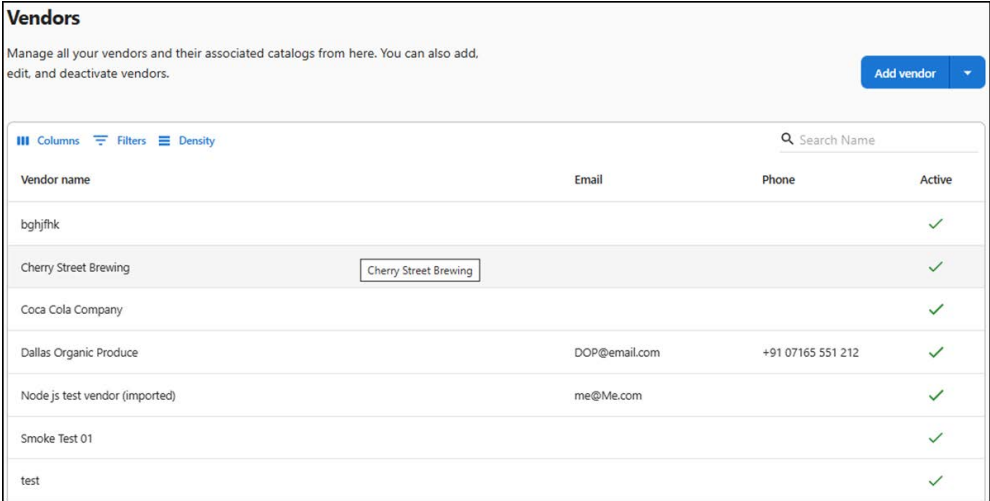 Vendors
Manage all your vendors and their associated catalogs from here. You can also add,
edit, and deactivate vendors.
Add vendor
Columns Filters Density Search Name
Vendor name Email Phone Active
bghjfhk
Cherry Street Brewing Cherry Street Brewing
Coca Cola Company
Dallas Organic Produce DOP@email.com +91 07165 551 212
Node js test vendor (imported) me@Me.com
Smoke Test 01
test